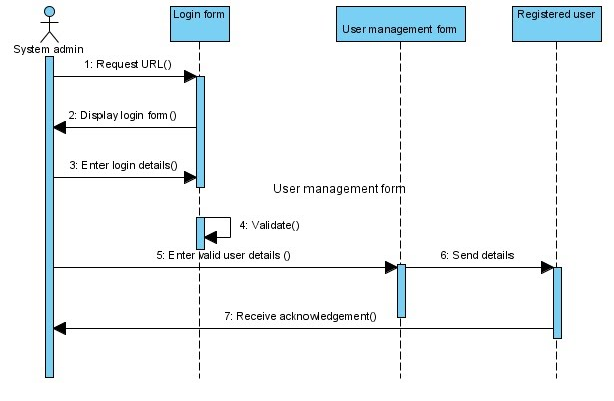 Login form
User management form
Registered user
System admin
1: Request URL()
2: Display login form()
3: Enter login details()
User management form
4: Validate()
5: Enter valid user details ()
6: Send details
7: Receive acknowledgement()